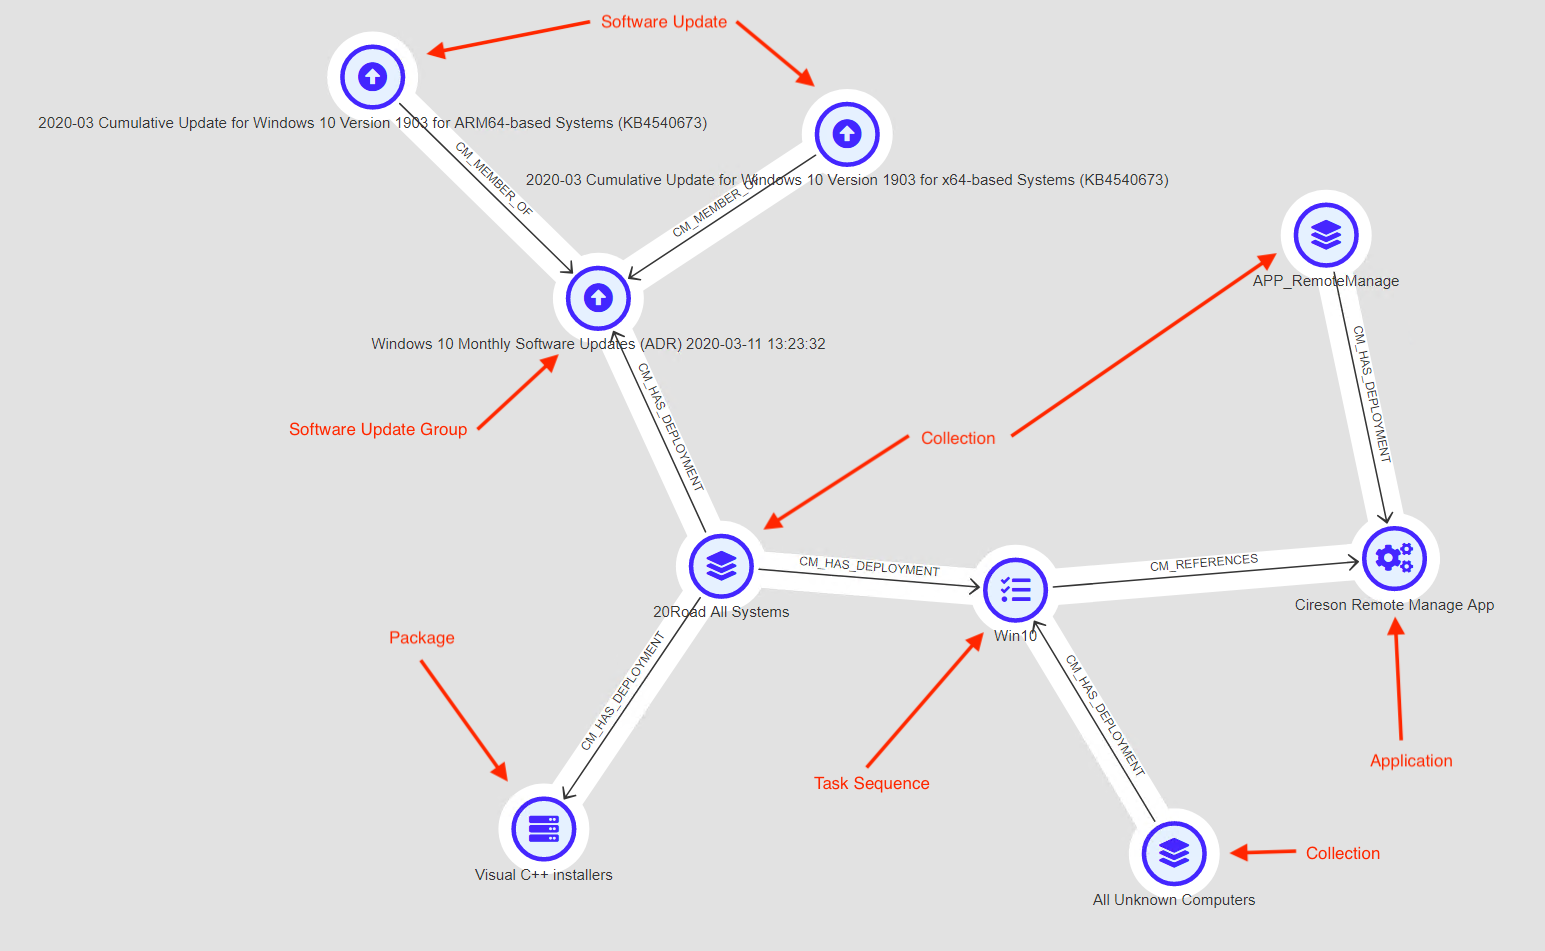 Software Update
2020-03 Cumulative Update for Windows 10 Version 1903 for ARM64-based Systems (KB4540673)
CM_MEMBER_OF
2020-03 Cumulative Update for Windows 10 Version 1903 for x64-based Systems (KB4540673)
CM_MEMBER_OF
APP_RemoteManage
Windows 10 Monthly Software Updates (ADR) 2020-03-11 13:23:32
CM_HAS_DEPLOYMENT
CM_HAS_DEPLOYMENT
Software Update Group
Collection
CM_HAS_DEPLOYMENT
CM_REFERENCES
20Road All Systems
Cireson Remote Manage App
Package
Win10
CM_HAS_DEPLOYMENT
CM_HAS_DEPLOYMENT
Application
Task Sequence
Collection
Visual C++ installers
All Unknown Computers